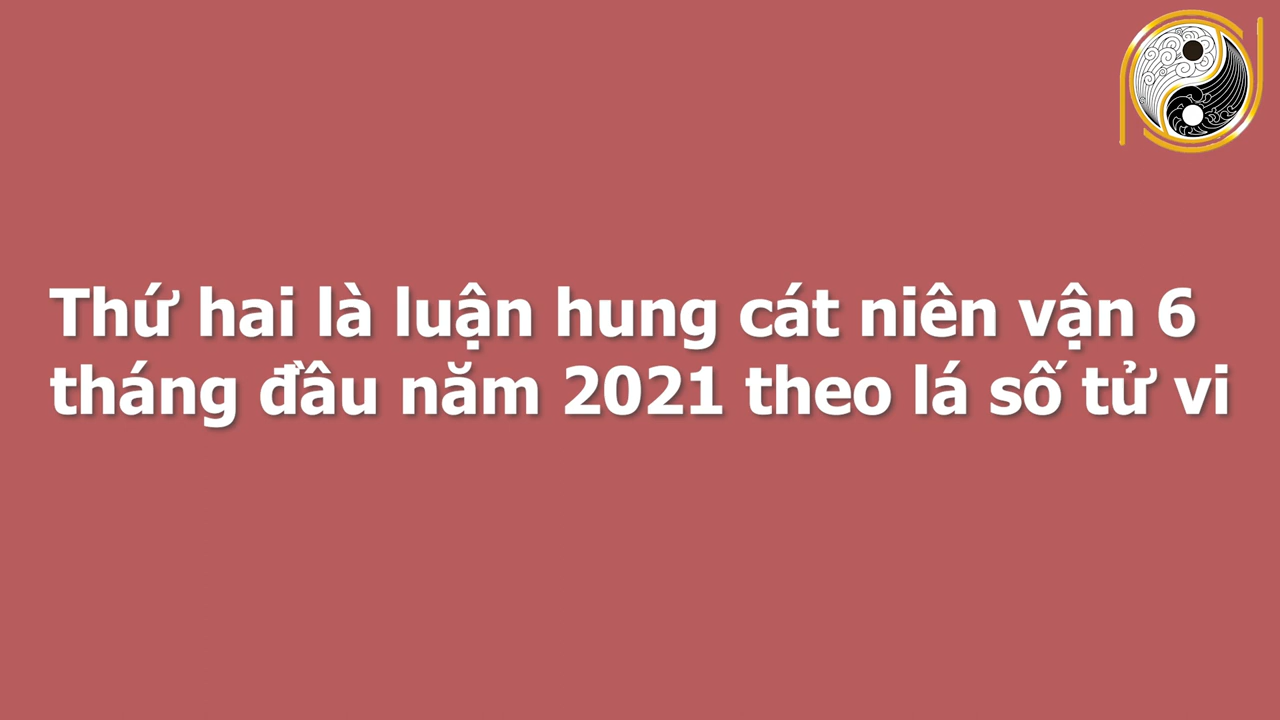 Thứ hai là luận hung cát niên vận 6
tháng đầu năm 2021 theo lá số tử vi